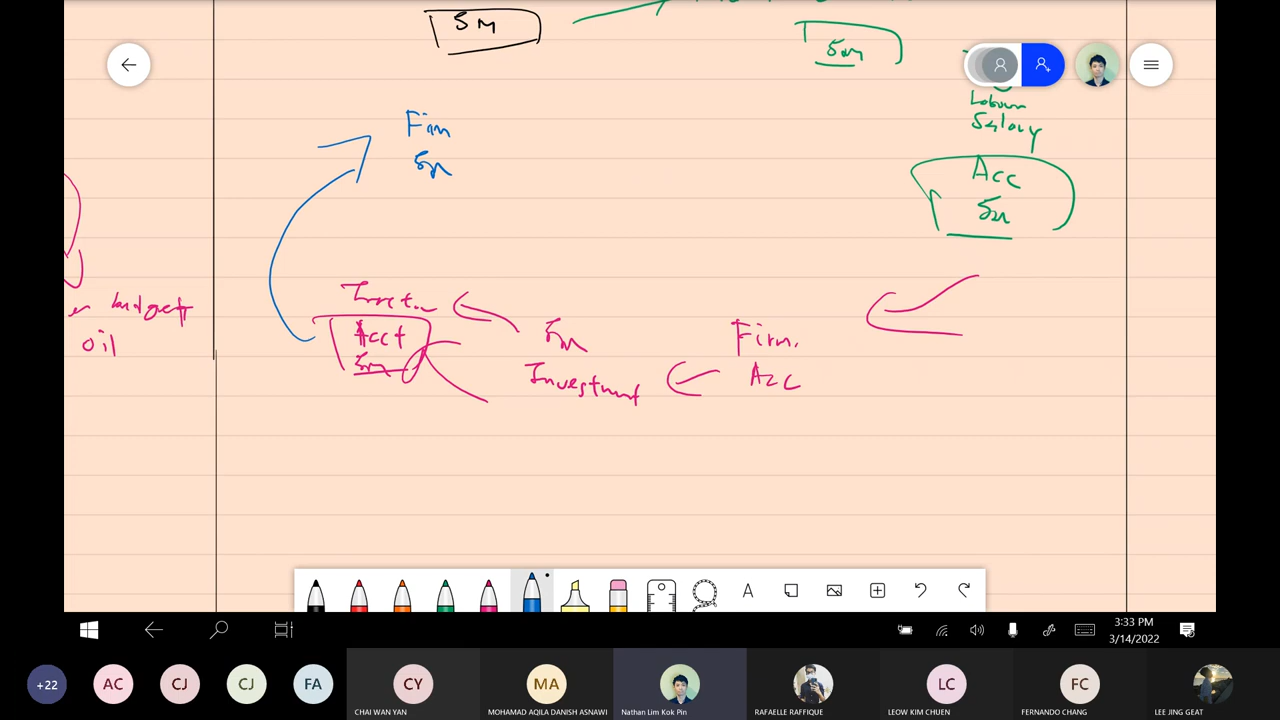 5m
5m
Labour
Salary
Acc
5m
Firm
5m
er budget
oil
Acct
5m
5m
Investment
Firm.
Acc
A
3:33 PM
3/14/2022
+22
AC
CJ
CJ
FA
CY
CHAI WAN YAN
MA
MOHAMAD AQILA DANISH ASNAWI
Nathan Lim Kok Pin
RAFAELLE RAFFIQUE
LC
LEOW KIM CHUEN
FC
FERNANDO CHANG
LEE JING GEAT